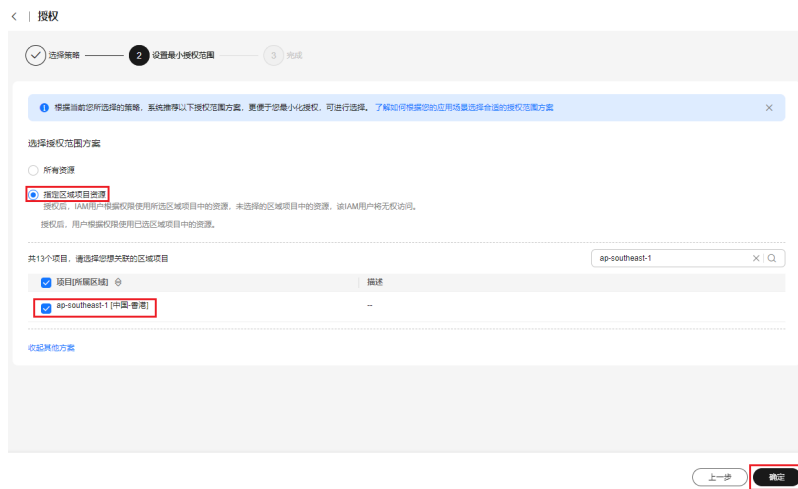 < | 授权
选择策略 2 设置最小授权范围 3 完成
根据当前您所选择的策略，系统推荐以下授权范围方案，更便于您最小化授权，可进行选择。 了解如何根据您的应用场景选择合适的授权范围方案
选择授权范围方案
所有资源
指定区域项目资源
授权后，IAM用户根据权限使用所选区域项目中的资源，未选择的区域项目中的资源，该IAM用户将无权访问。
授权后，用户根据权限使用已选区域项目中的资源。
共13个项目，请选择您想关联的区域项目 ap-southeast-1
项目[所属区域] 描述
ap-southeast-1 [中国-香港] --
收起其他方案
上一步 确定